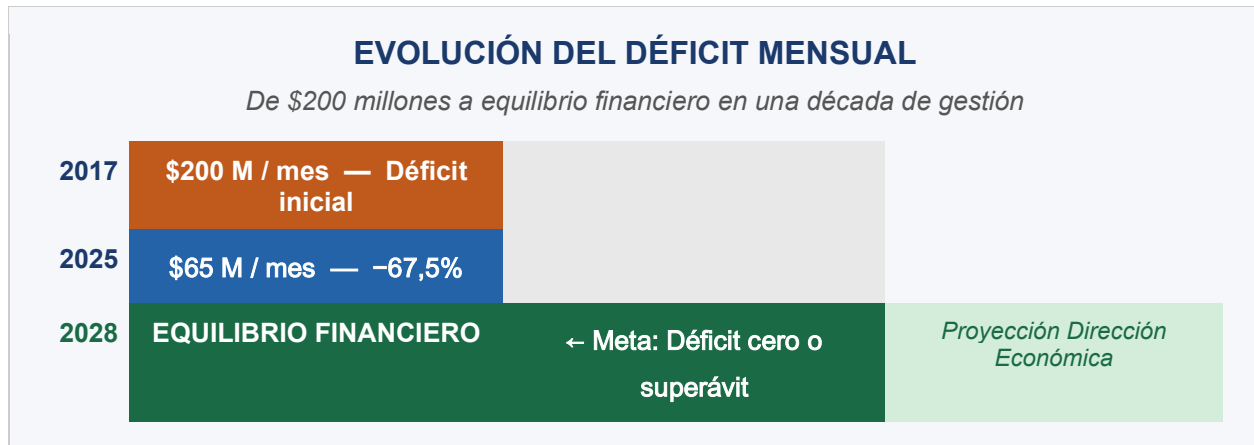 EVOLUCIÓN DEL DÉFICIT MENSUAL
De $200 millones a equilibrio financiero en una década de gestión
2017
$200 M / mes — Déficit
inicial
2025
$65 M / mes — −67,5%
2028
EQUILIBRIO FINANCIERO
← Meta: Déficit cero o
superávit
Proyección Dirección
Económica